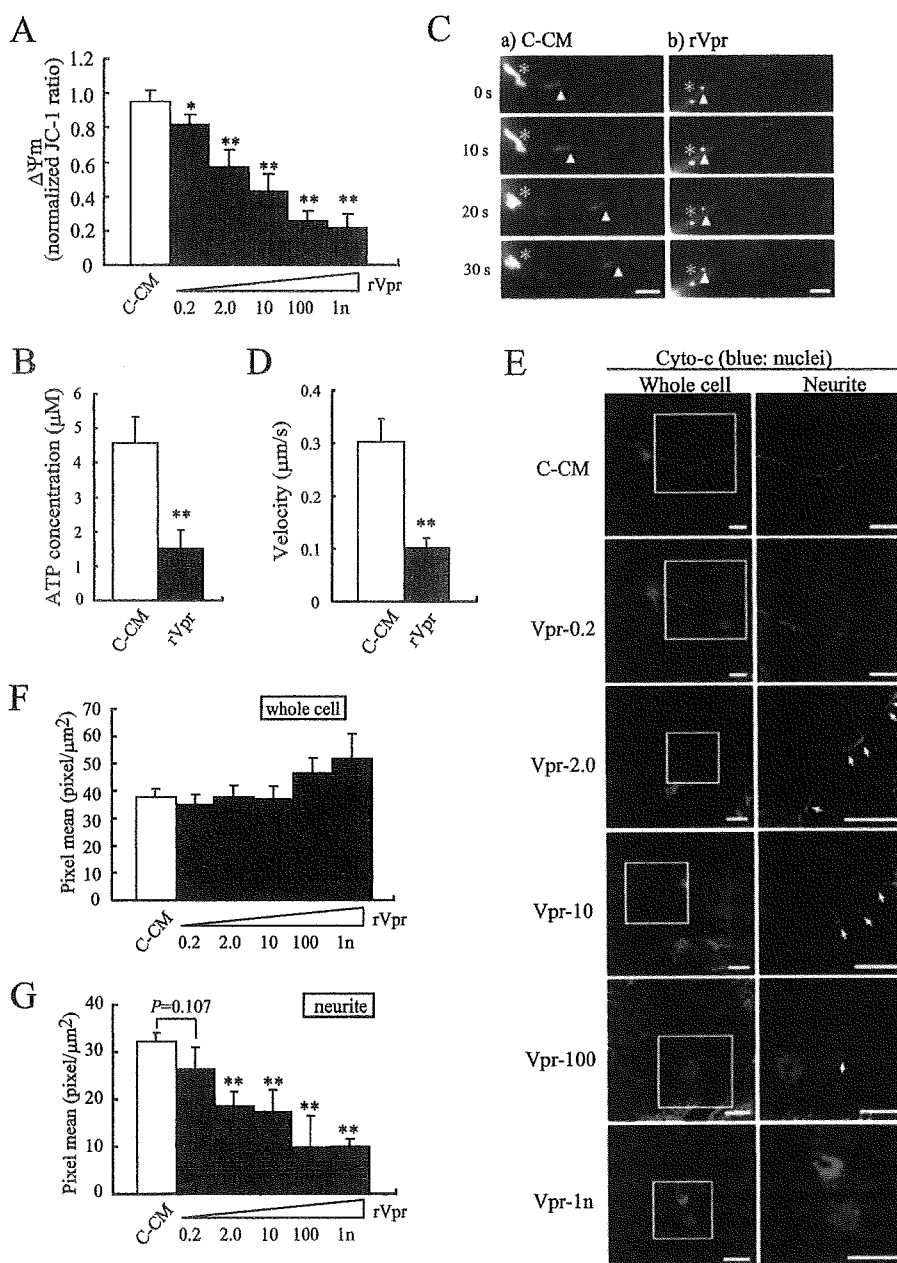 A
ΔΨm
(normalized JC-1 ratio)
1.2
1.0
0.8
0.6
0.4
0.2
0
*
**
**
**
**
C-CM
0.2
2.0
10
100
1n
rVpr
C
a) C-CM
b) rVpr
0 s
10 s
20 s
30 s
*
*
*
*
*
*
*
*
B
ATP concentration (μM)
6
5
4
3
2
1
0
**
C-CM
rVpr
D
Velocity (μm/s)
0.4
0.3
0.2
0.1
0
**
C-CM
rVpr
E
Cyto-c (blue: nuclei)
Whole cell
Neurite
C-CM
Vpr-0.2
Vpr-2.0
Vpr-10
Vpr-100
Vpr-1n
F
whole cell
Pixel mean (pixel/μm²)
70
60
50
40
30
20
10
0
C-CM
0.2
2.0
10
100
1n
rVpr
G
neurite
P=0.107
Pixel mean (pixel/μm²)
40
30
20
10
0
**
**
**
**
C-CM
0.2
2.0
10
100
1n
rVpr